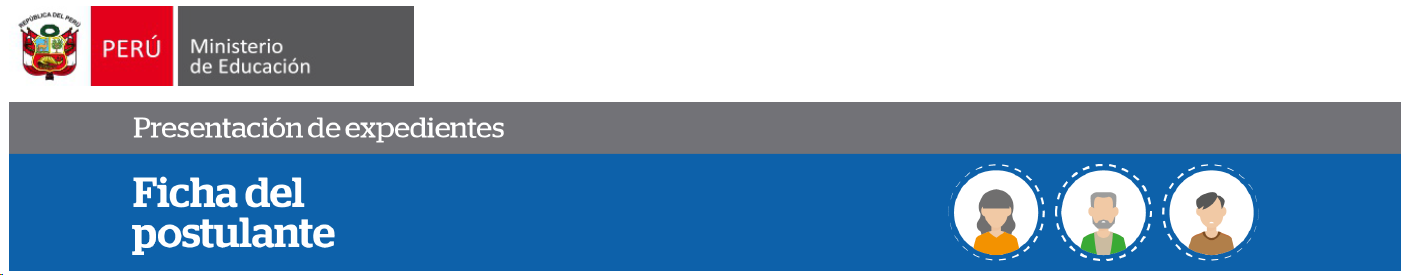 REPÚBLICA DEL PERÚ
PERÚ
Ministerio
de Educación
Presentación de expedientes
Ficha del
postulante